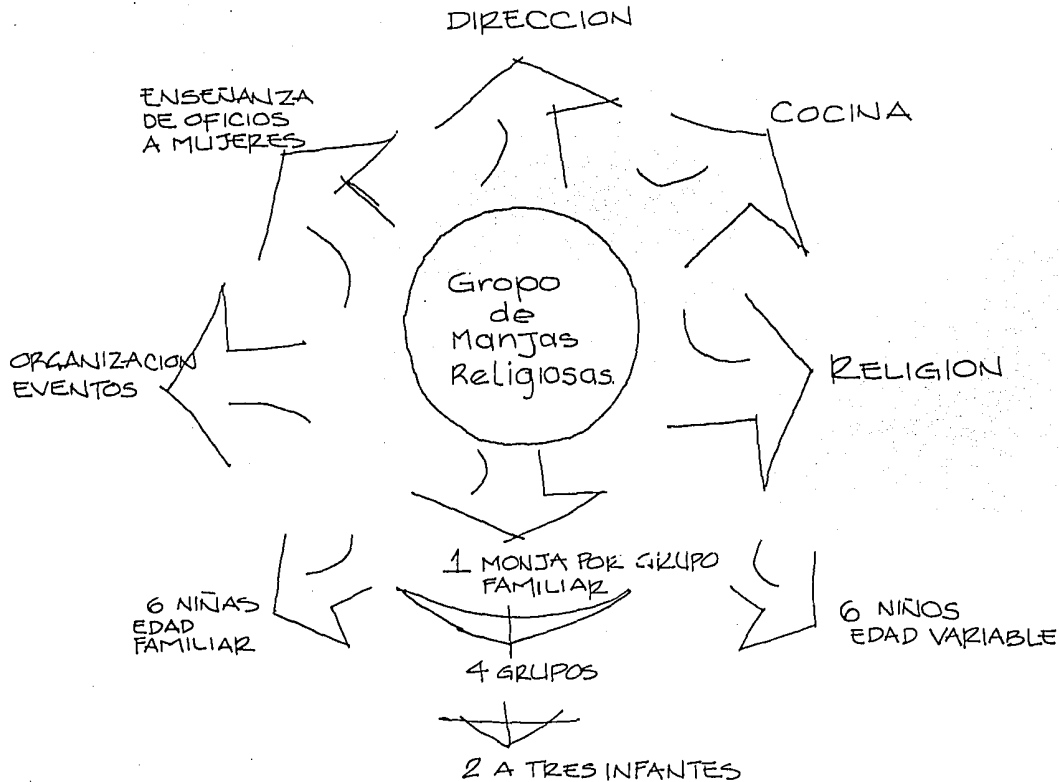 DIRECCION
ENSEÑANZA
DE OFICIOS
A MUJERES
COCINA
Gropo
de
Manjas
Religiosas.
ORGANIZACION
EVENTOS
RELIGION
1 MONJA POR GRUPO
FAMILIAR
6 NIÑAS
EDAD
FAMILIAR
6 NIÑOS
EDAD VARIABLE
4 GRUPOS
2 A TRES INFANTES